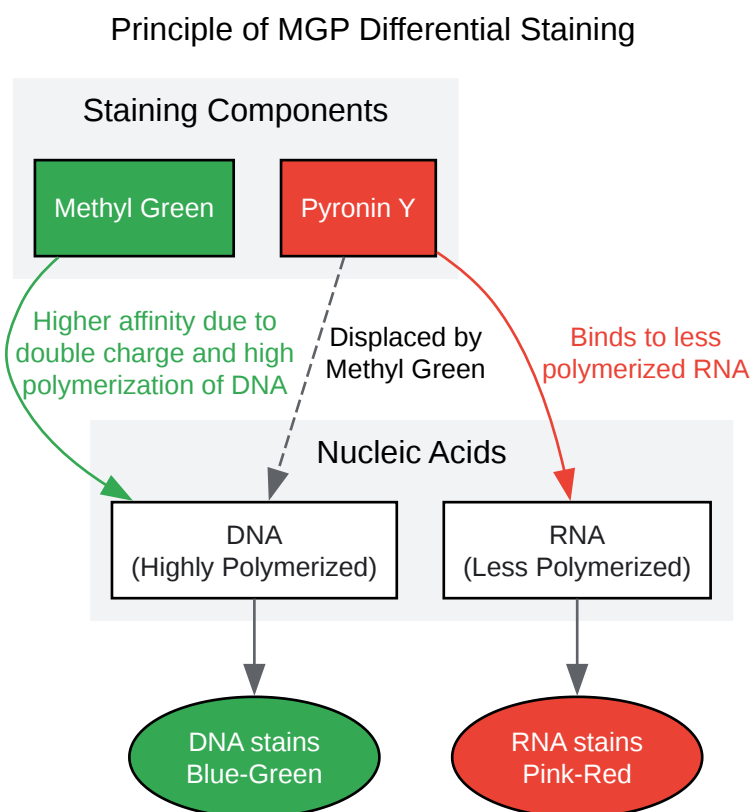 Principle of MGP Differential Staining
Staining Components
Methyl Green
Pyronin Y
Higher affinity due to
double charge and high
polymerization of DNA
Displaced by
Methyl Green
Binds to less
polymerized RNA
Nucleic Acids
DNA
(Highly Polymerized)
RNA
(Less Polymerized)
DNA stains
Blue-Green
RNA stains
Pink-Red